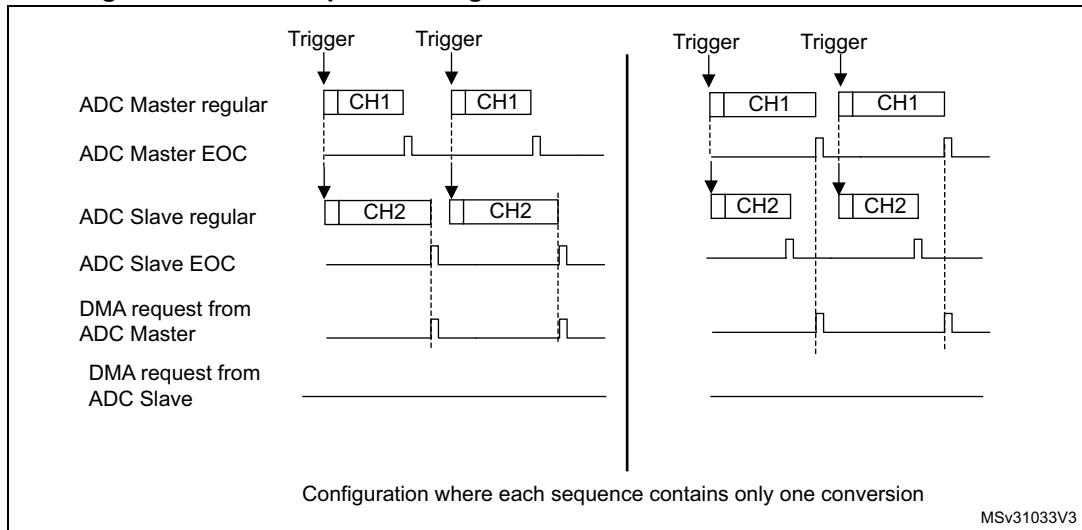 Trigger Trigger Trigger Trigger
ADC Master regular CH1 CH1 CH1 CH1
ADC Master EOC
ADC Slave regular CH2 CH2 CH2 CH2
ADC Slave EOC
DMA request from
ADC Master
DMA request from
ADC Slave
Configuration where each sequence contains only one conversion
MSv31033V3